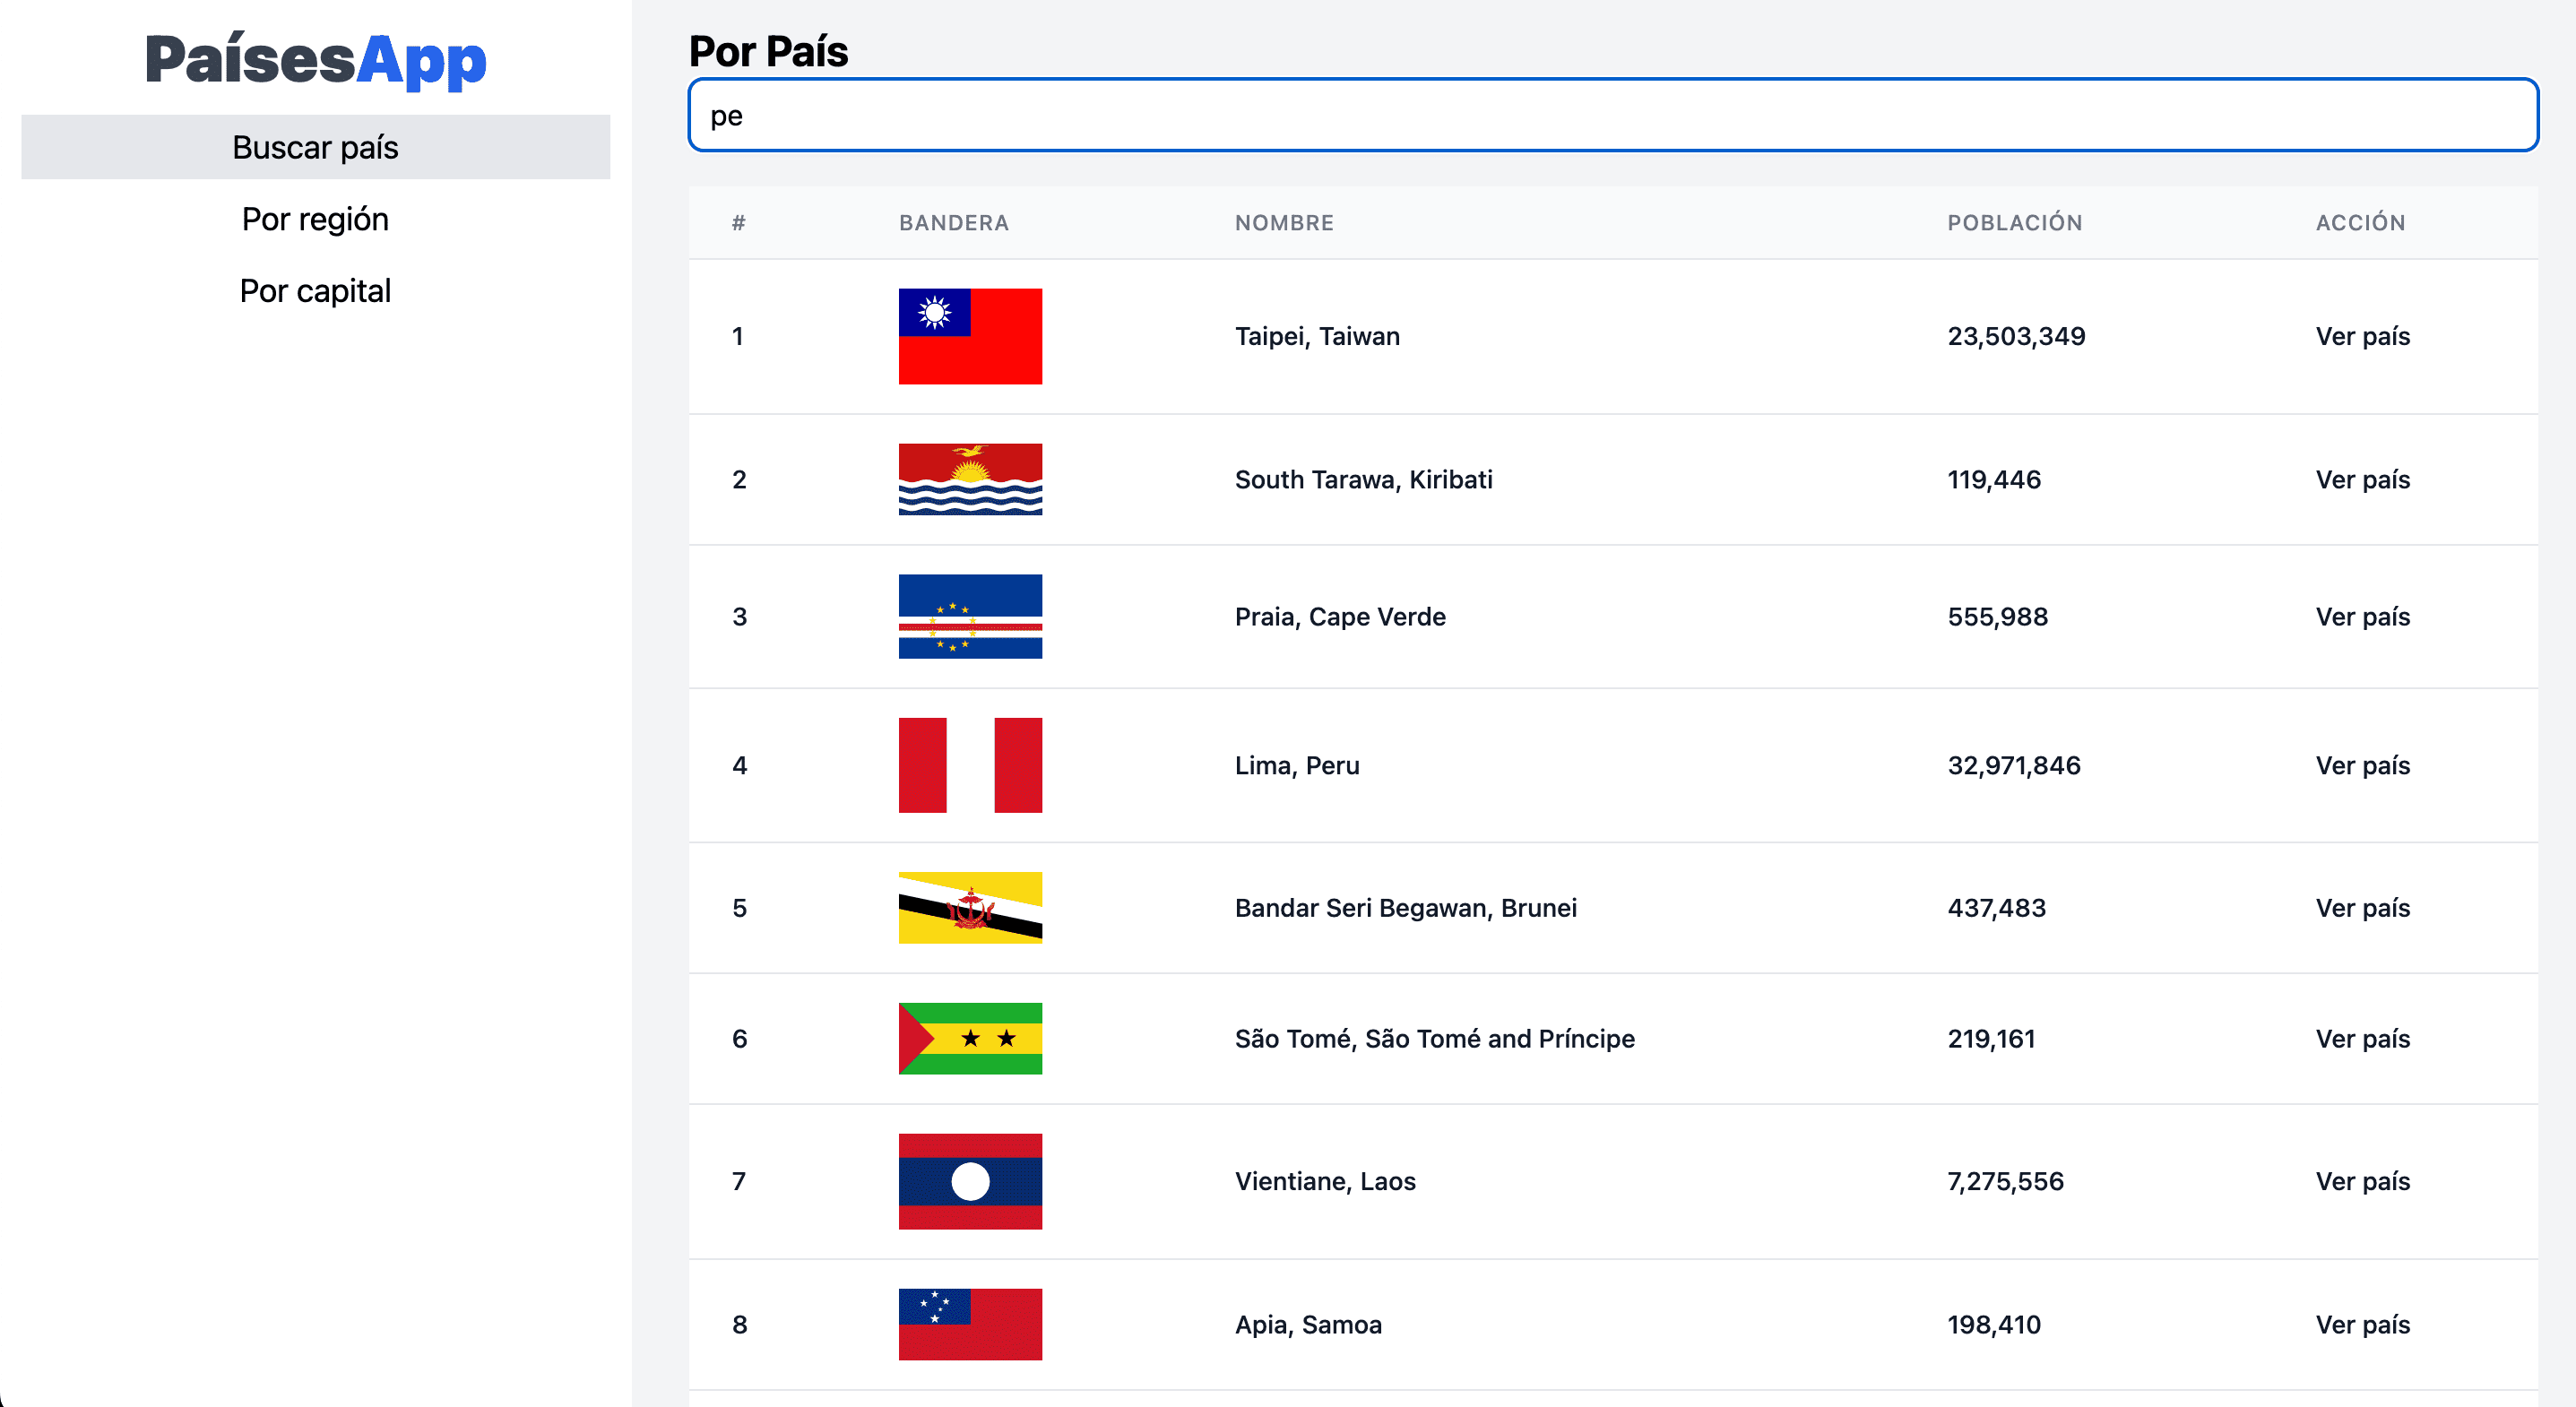 PaísesApp
Buscar país
Por región
Por capital
Por País
pe
# BANDERA NOMBRE POBLACIÓN ACCIÓN
1 Taipei, Taiwan 23,503,349 Ver país
2 South Tarawa, Kiribati 119,446 Ver país
3 Praia, Cape Verde 555,988 Ver país
4 Lima, Peru 32,971,846 Ver país
5 Bandar Seri Begawan, Brunei 437,483 Ver país
6 São Tomé, São Tomé and Príncipe 219,161 Ver país
7 Vientiane, Laos 7,275,556 Ver país
8 Apia, Samoa 198,410 Ver país